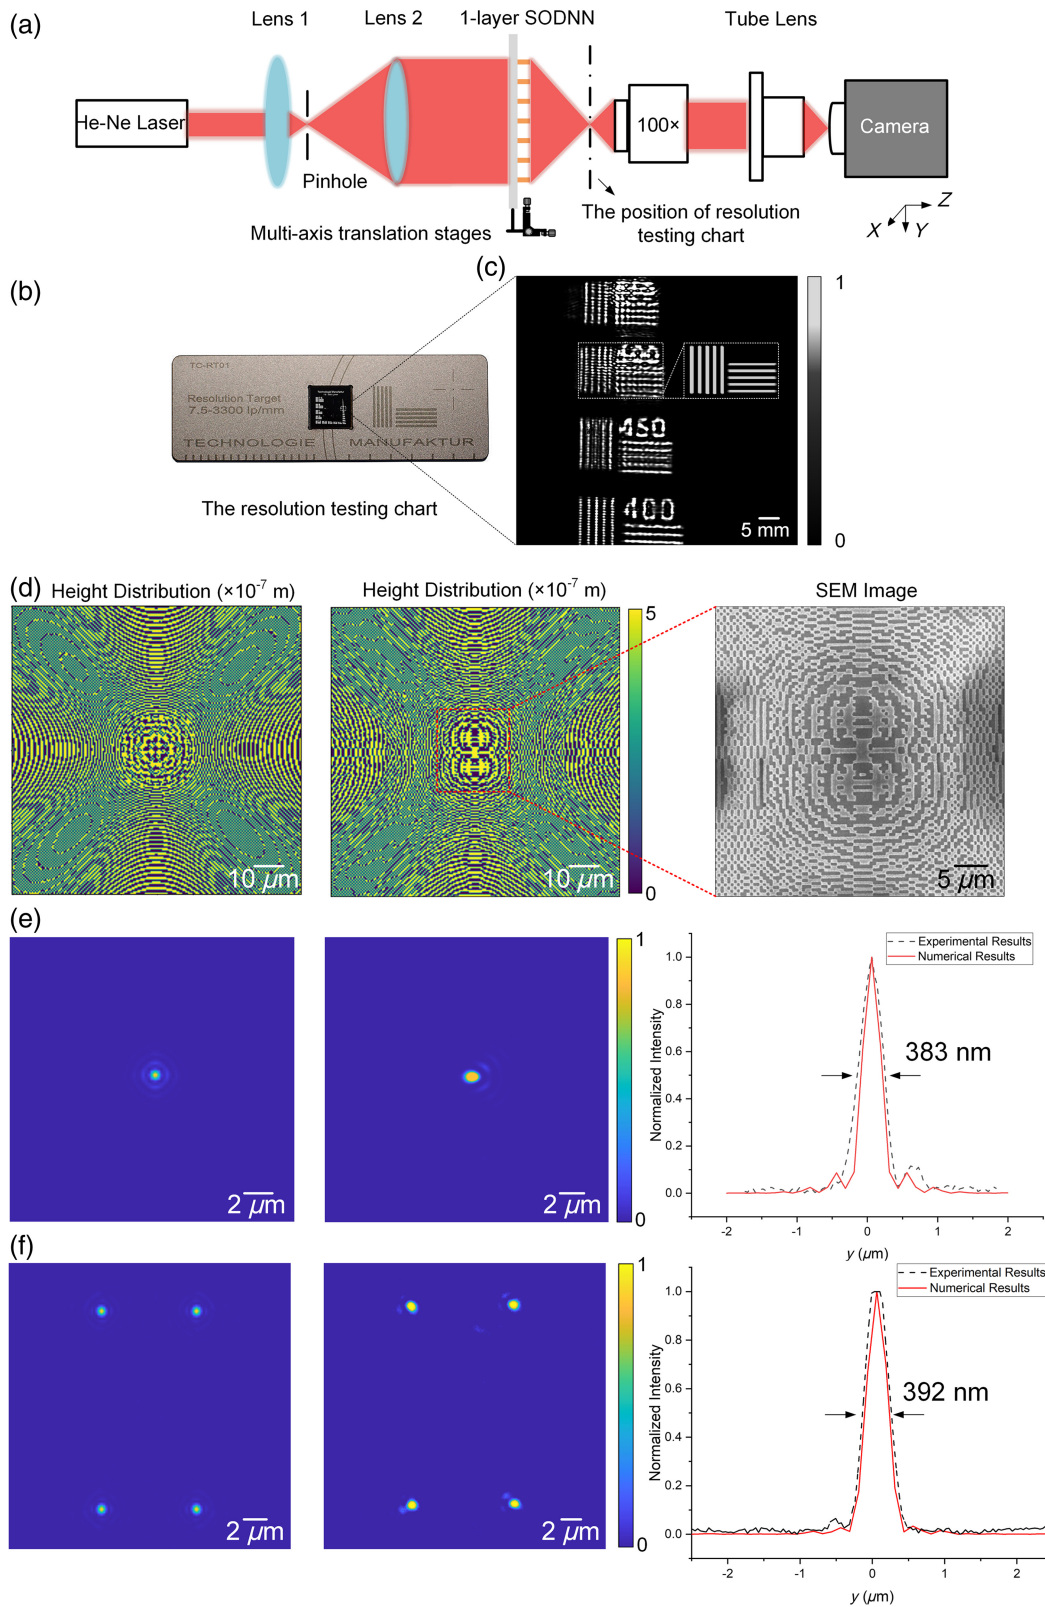 (a)
Lens 1
Lens 2
1-layer SODNN
Tube Lens
He-Ne Laser
100×
Camera
Pinhole
Multi-axis translation stages
The position of resolution
testing chart
Z
X
Y
(b)
TC-RT01
Resolution Target
7.5-3300 lp/mm
TECHNOLOGIE
MANUFAKTUR
The resolution testing chart
(c)
450
400
5 mm
1
0
(d)
Height Distribution (×10⁻⁷ m)
Height Distribution (×10⁻⁷ m)
SEM Image
10 µm
10 µm
5
0
5 µm
(e)
2 µm
2 µm
1
0
Experimental Results
Numerical Results
383 nm
Normalized Intensity
1.0
0.8
0.6
0.4
0.2
0.0
-2
-1
0
1
2
y (µm)
(f)
2 µm
2 µm
1
0
Experimental Results
Numerical Results
392 nm
Normalized Intensity
1.0
0.8
0.6
0.4
0.2
0.0
-2
-1
0
1
2
y (µm)